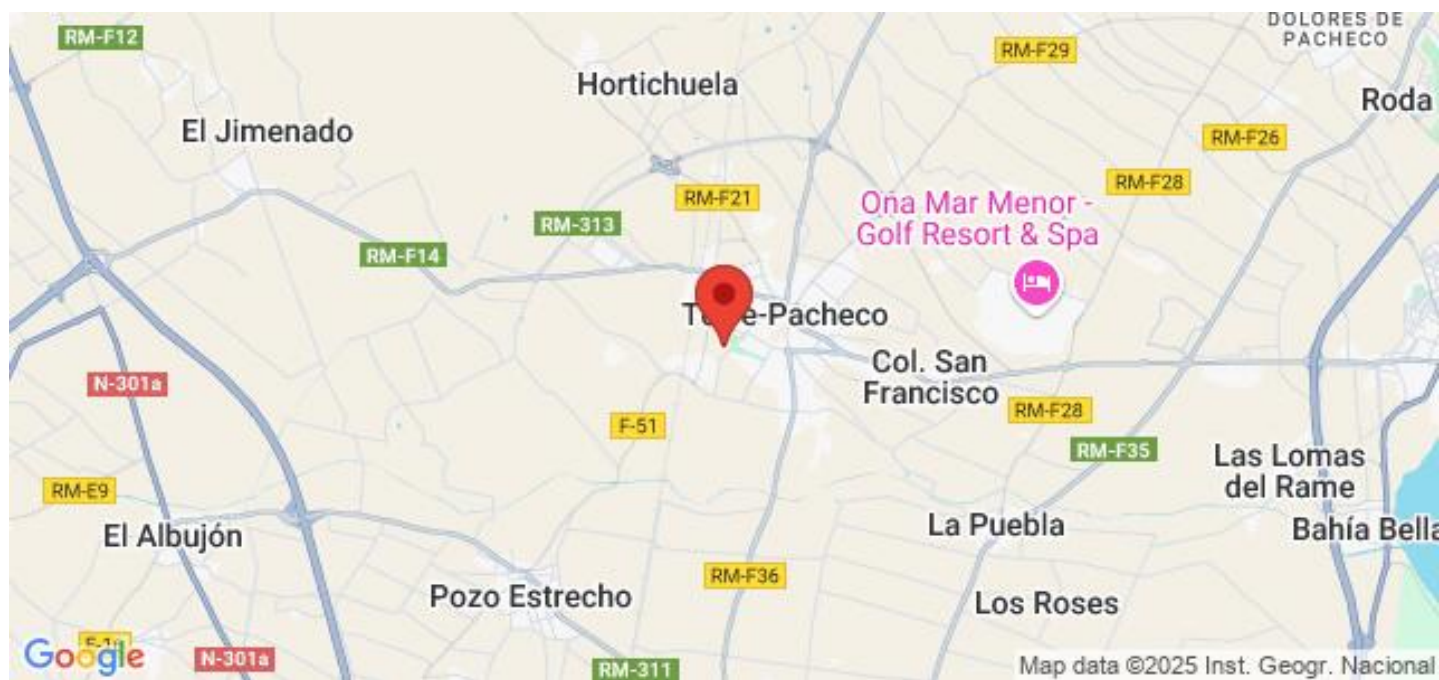 DOLORES DE
PACHECO
RM-F12
RM-F29
Hortichuela
Roda
El Jimenado
RM-F26
RM-F28
RM-F21
Oña Mar Menor -
Golf Resort & Spa
RM-313
RM-F14
Torre-Pacheco
Col. San
Francisco
N-301a
RM-F28
F-51
RM-F35
Las Lomas
del Rame
RM-E9
La Puebla
Bahía Bella
El Albujón
RM-F36
Pozo Estrecho
Los Roses
Google
N-301a
RM-311
Map data ©2025 Inst. Geogr. Nacional